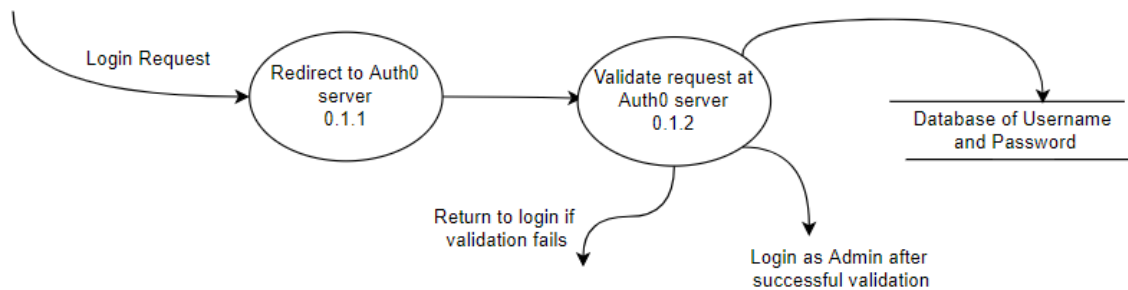 Login Request
Redirect to Auth0
server
0.1.1
Validate request at
Auth0 server
0.1.2
Database of Username
and Password
Return to login if
validation fails
Login as Admin after
successful validation